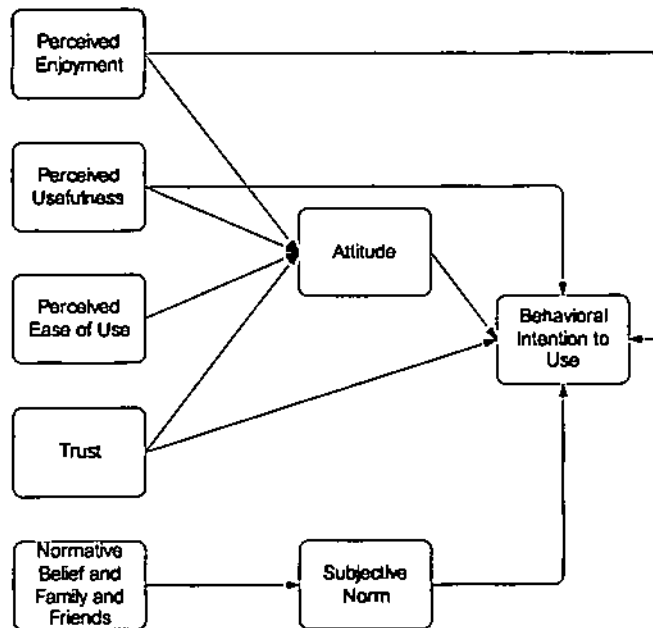 Perceived
Enjoyment
Perceived
Usefulness
Attitude
Perceived
Ease of Use
Behavioral
Intention to
Use
Trust
Normative
Belief and
Family and
Friends
Subjective
Norm